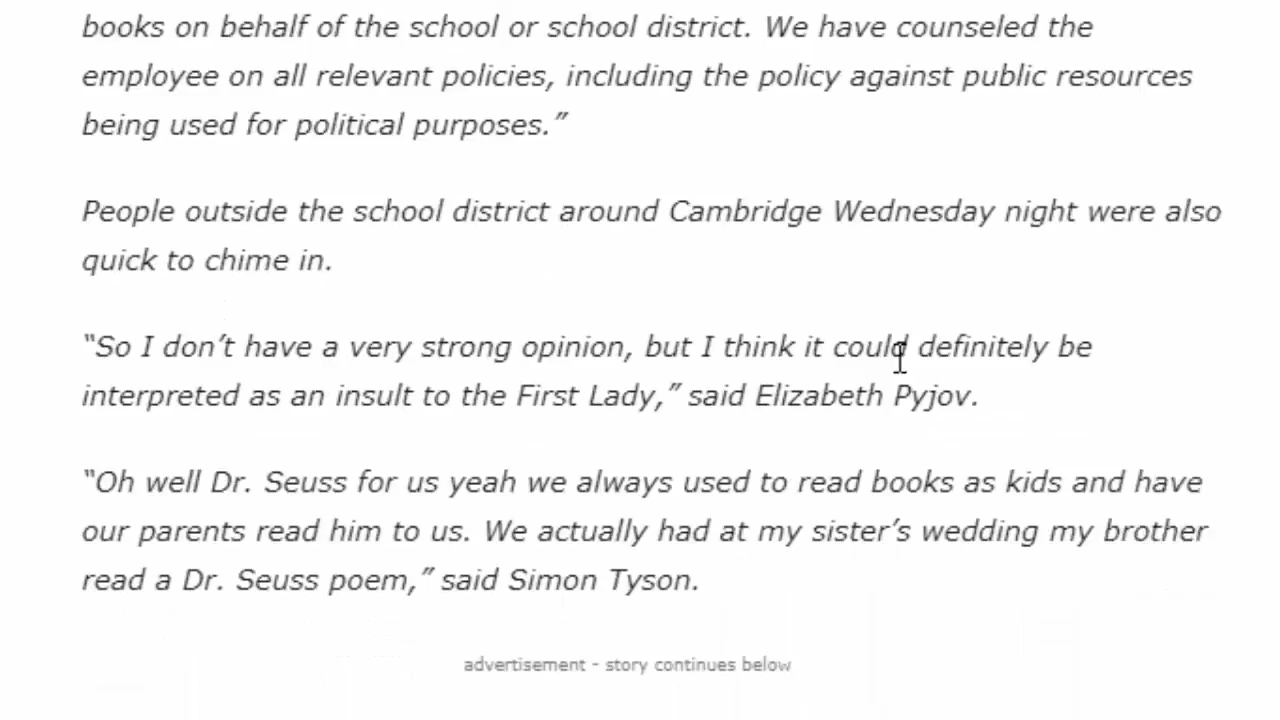 books on behalf of the school or school district. We have counseled the
employee on all relevant policies, including the policy against public resources
being used for political purposes.”
People outside the school district around Cambridge Wednesday night were also
quick to chime in.
“So I don’t have a very strong opinion, but I think it could definitely be
interpreted as an insult to the First Lady,” said Elizabeth Pyjov.
“Oh well Dr. Seuss for us yeah we always used to read books as kids and have
our parents read him to us. We actually had at my sister’s wedding my brother
read a Dr. Seuss poem,” said Simon Tyson.
advertisement - story continues below